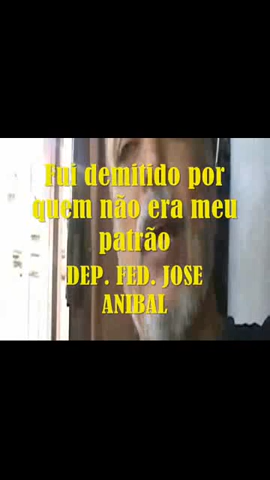 Fui demitido por
quem não era meu
patrão
DEP. FED. JOSE
ANIBAL